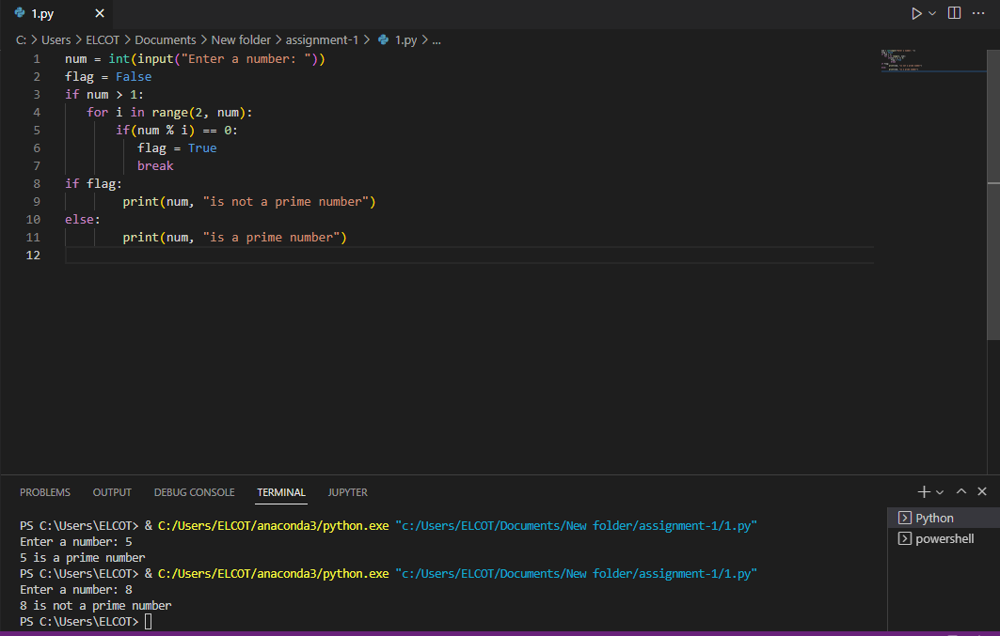 1.py
C: > Users > ELCOT > Documents > New folder > assignment-1 > 1.py > ...
1 num = int(input("Enter a number: "))
2 flag = False
3 if num > 1:
4    for i in range(2, num):
5        if(num % i) == 0:
6           flag = True
7           break
8 if flag:
9         print(num, "is not a prime number")
10 else:
11         print(num, "is a prime number")
12
PROBLEMS OUTPUT DEBUG CONSOLE TERMINAL JUPYTER
PS C:\Users\ELCOT> & C:/Users/ELCOT/anaconda3/python.exe "c:/Users/ELCOT/Documents/New folder/assignment-1/1.py"
Enter a number: 5
5 is a prime number
PS C:\Users\ELCOT> & C:/Users/ELCOT/anaconda3/python.exe "c:/Users/ELCOT/Documents/New folder/assignment-1/1.py"
Enter a number: 8
8 is not a prime number
PS C:\Users\ELCOT>
Python
powershell